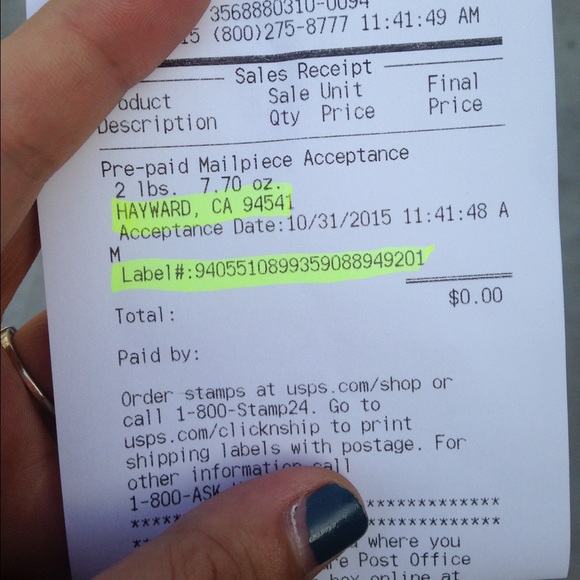 3568880310-0094
(800)275-8777 11:41:49 AM
Sales Receipt
Sale Unit Final
Description Qty Price Price
Pre-paid Mailpiece Acceptance
2 lbs. 7.70 oz.
HAYWARD, CA 94541
Acceptance Date:10/31/2015 11:41:48 A
M
Label#:9405510899359088949201
$0.00
Total:
Paid by:
Order stamps at usps.com/shop or
call 1-800-Stamp24. Go to
usps.com/clicknship to print
shipping labels with postage. For
other information call
1-800-ASK
where you
Post Office
box online at